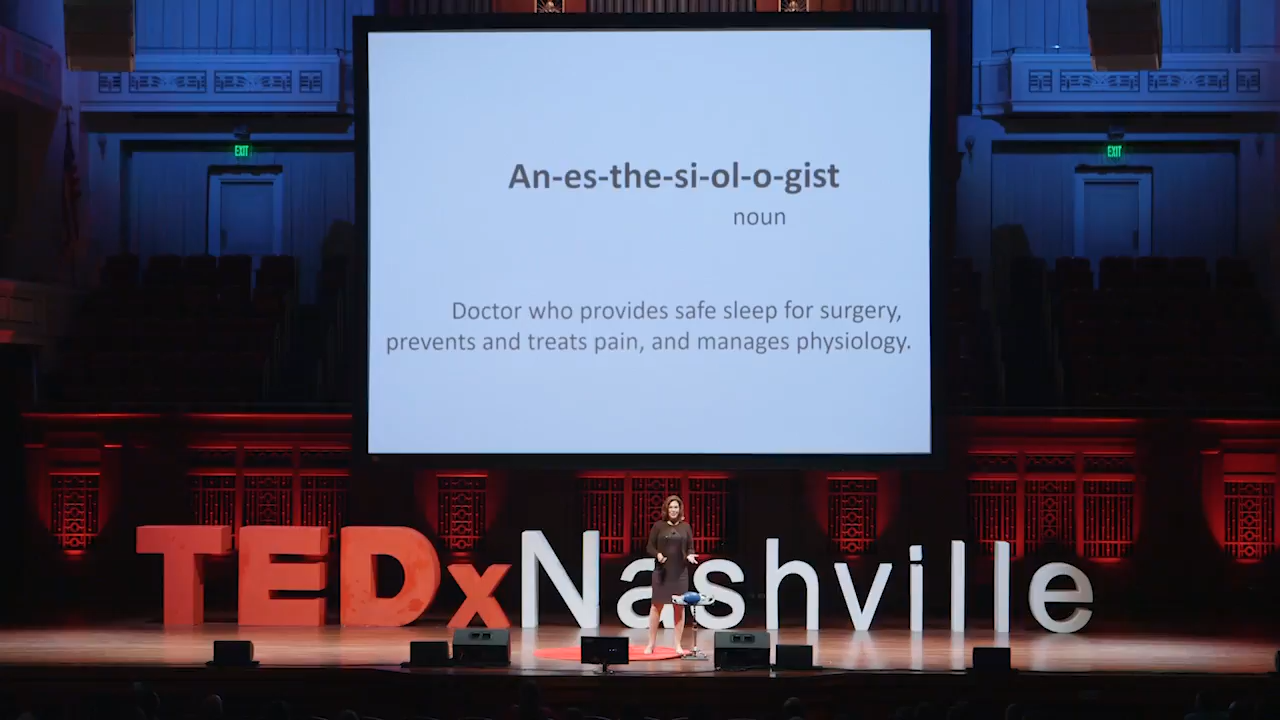 EXIT
EXIT
An-es-the-si-ol-o-gist
noun
Doctor who provides safe sleep for surgery,
prevents and treats pain, and manages physiology.
TEDxNashville